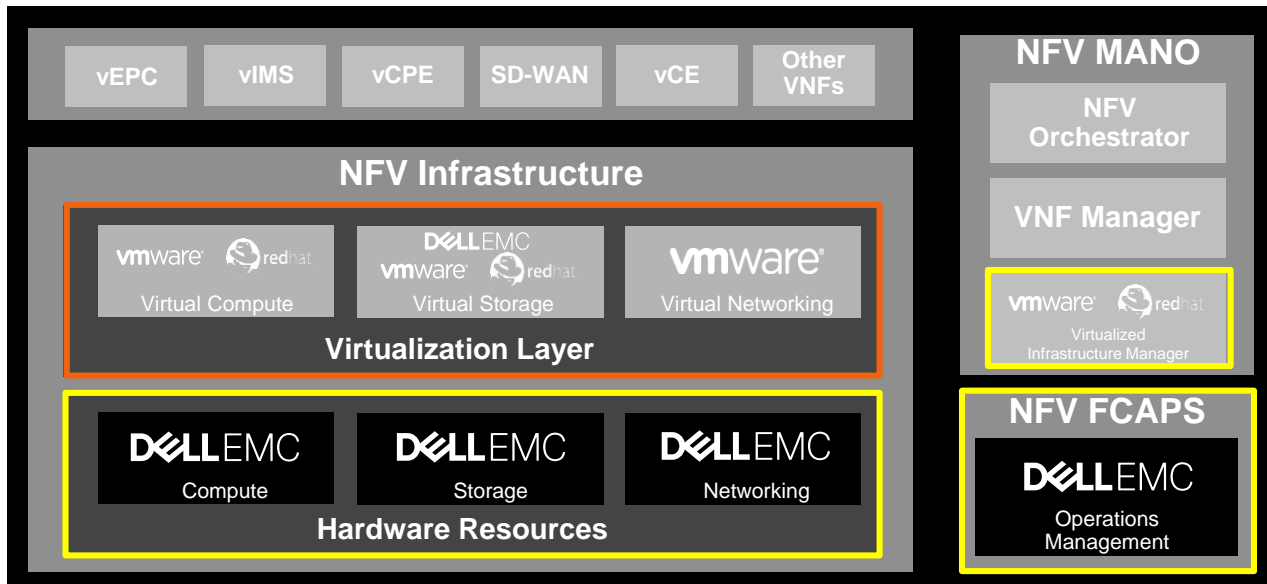 vEPC
vIMS
vCPE
SD-WAN
vCE
Other
VNFs
NFV Infrastructure
vmware® redhat
Virtual Compute
DELLEMC
vmware® redhat
Virtual Storage
vmware®
Virtual Networking
Virtualization Layer
DELLEMC
Compute
DELLEMC
Storage
DELLEMC
Networking
Hardware Resources
NFV MANO
NFV
Orchestrator
VNF Manager
vmware® redhat
Virtualized
Infrastructure Manager
NFV FCAPS
DELLEMC
Operations
Management